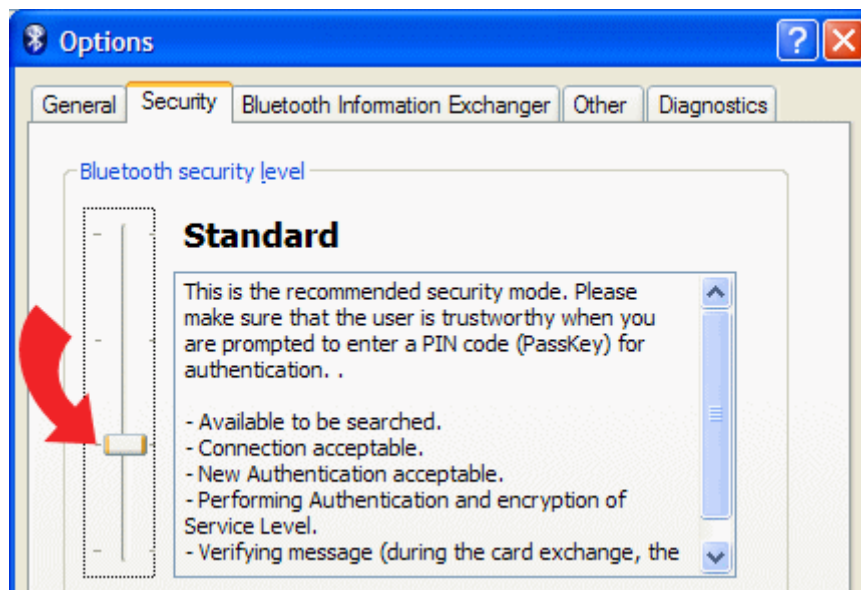 Options
General Security Bluetooth Information Exchanger Other Diagnostics
Bluetooth security level
Standard
This is the recommended security mode. Please
make sure that the user is trustworthy when you
are prompted to enter a PIN code (PassKey) for
authentication. .
- Available to be searched.
- Connection acceptable.
- New Authentication acceptable.
- Performing Authentication and encryption of
Service Level.
- Verifying message (during the card exchange, the